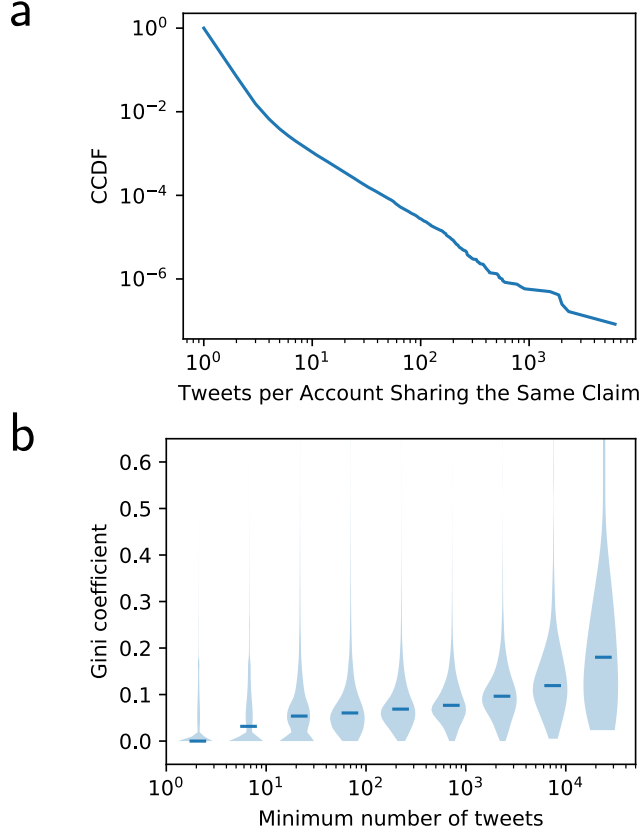 a
10^0
10^-2
10^-4
10^-6
CCDF
10^0 10^1 10^2 10^3
Tweets per Account Sharing the Same Claim
b
0.6
0.5
0.4
0.3
0.2
0.1
0.0
Gini coefficient
10^0 10^1 10^2 10^3 10^4
Minimum number of tweets